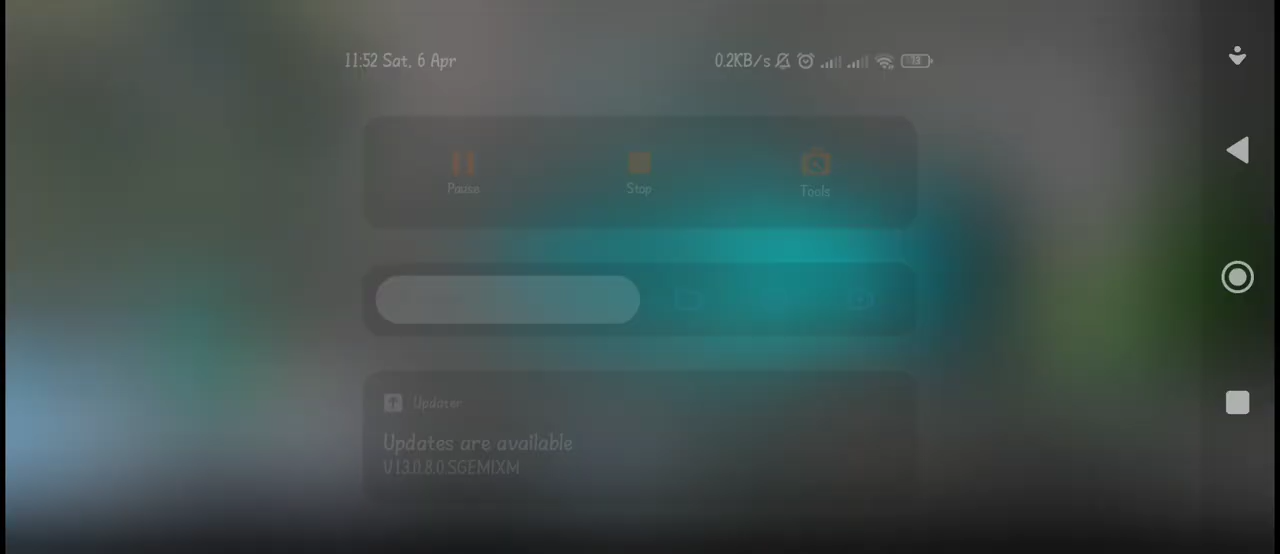 11:52 Sat, 6 Apr
0.2KB/s
13
Pause
Stop
Tools
Updater
Updates are available
V13.0.8.0.SGEMIXM